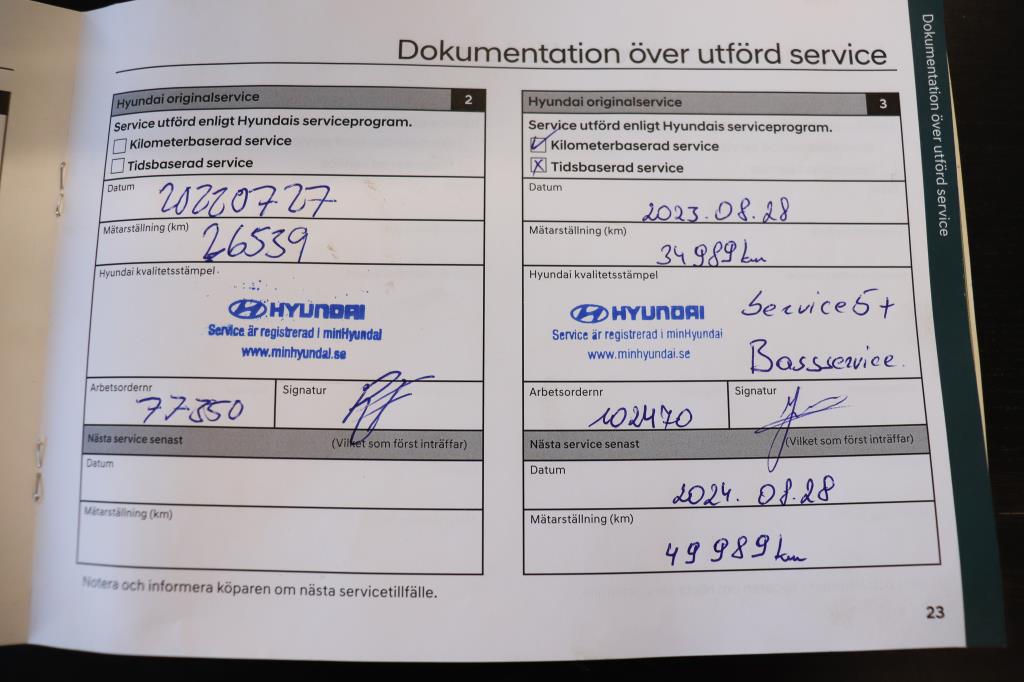 Dokumentation över utförd service
Hyundai originalservice 2
Service utförd enligt Hyundais serviceprogram.
Kilometerbaserad service
Tidsbaserad service
Datum
20220727
Mätarställning (km)
26539
Hyundai kvalitetsstämpel
HYUNDAI
Service är registrerad i minHyundai
www.minhyundai.se
Arbetsordernr
77350
Signatur
Nästa service senast (Vilket som först inträffar)
Datum
Mätarställning (km)
Notera och informera köparen om nästa servicetillfälle.
Hyundai originalservice 3
Service utförd enligt Hyundais serviceprogram.
Kilometerbaserad service
Tidsbaserad service
Datum
2023.08.28
Mätarställning (km)
34989 km
Hyundai kvalitetsstämpel
HYUNDAI
Service är registrerad i minHyundai
www.minhyundai.se
Service 5+
Bassservice.
Arbetsordernr
102470
Signatur
Nästa service senast (Vilket som först inträffar)
Datum
2024. 08.28
Mätarställning (km)
49989 km
23
Dokumentation över utförd service